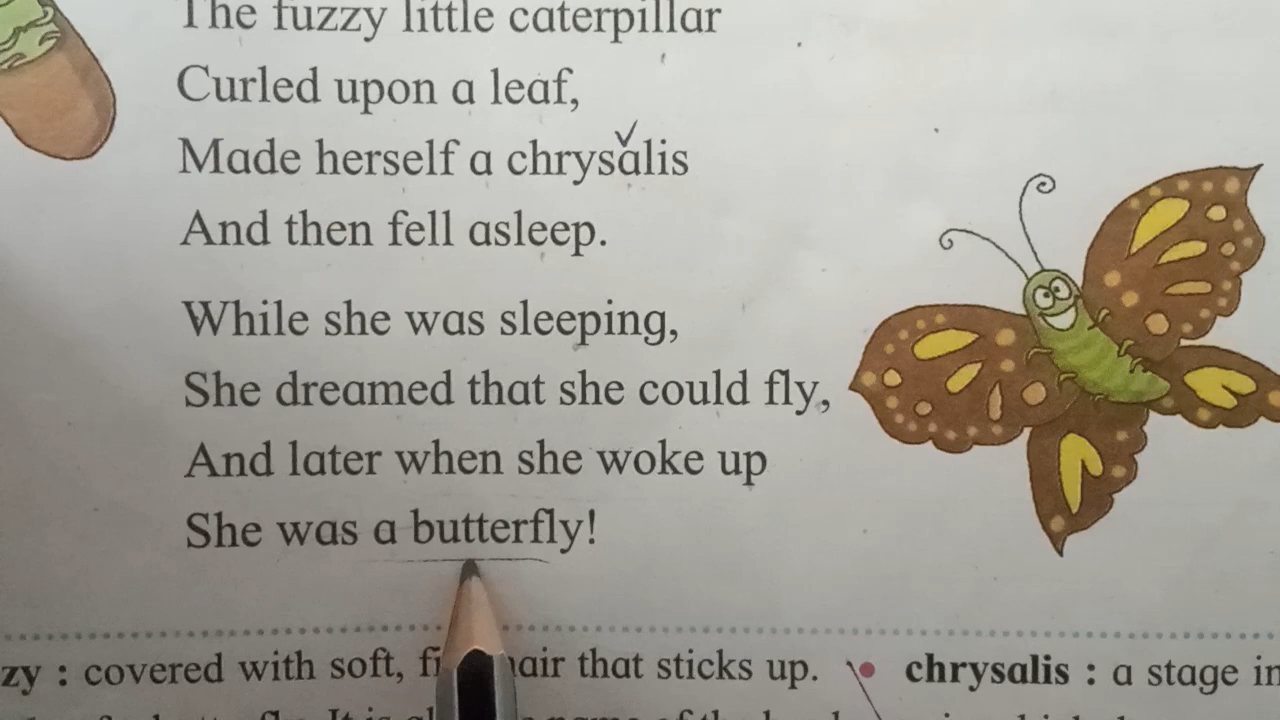 The fuzzy little caterpillar
Curled upon a leaf,
Made herself a chrysalis
And then fell asleep.
While she was sleeping,
She dreamed that she could fly,
And later when she woke up
She was a butterfly!
zy : covered with soft, hair that sticks up.
chrysalis : a stage in